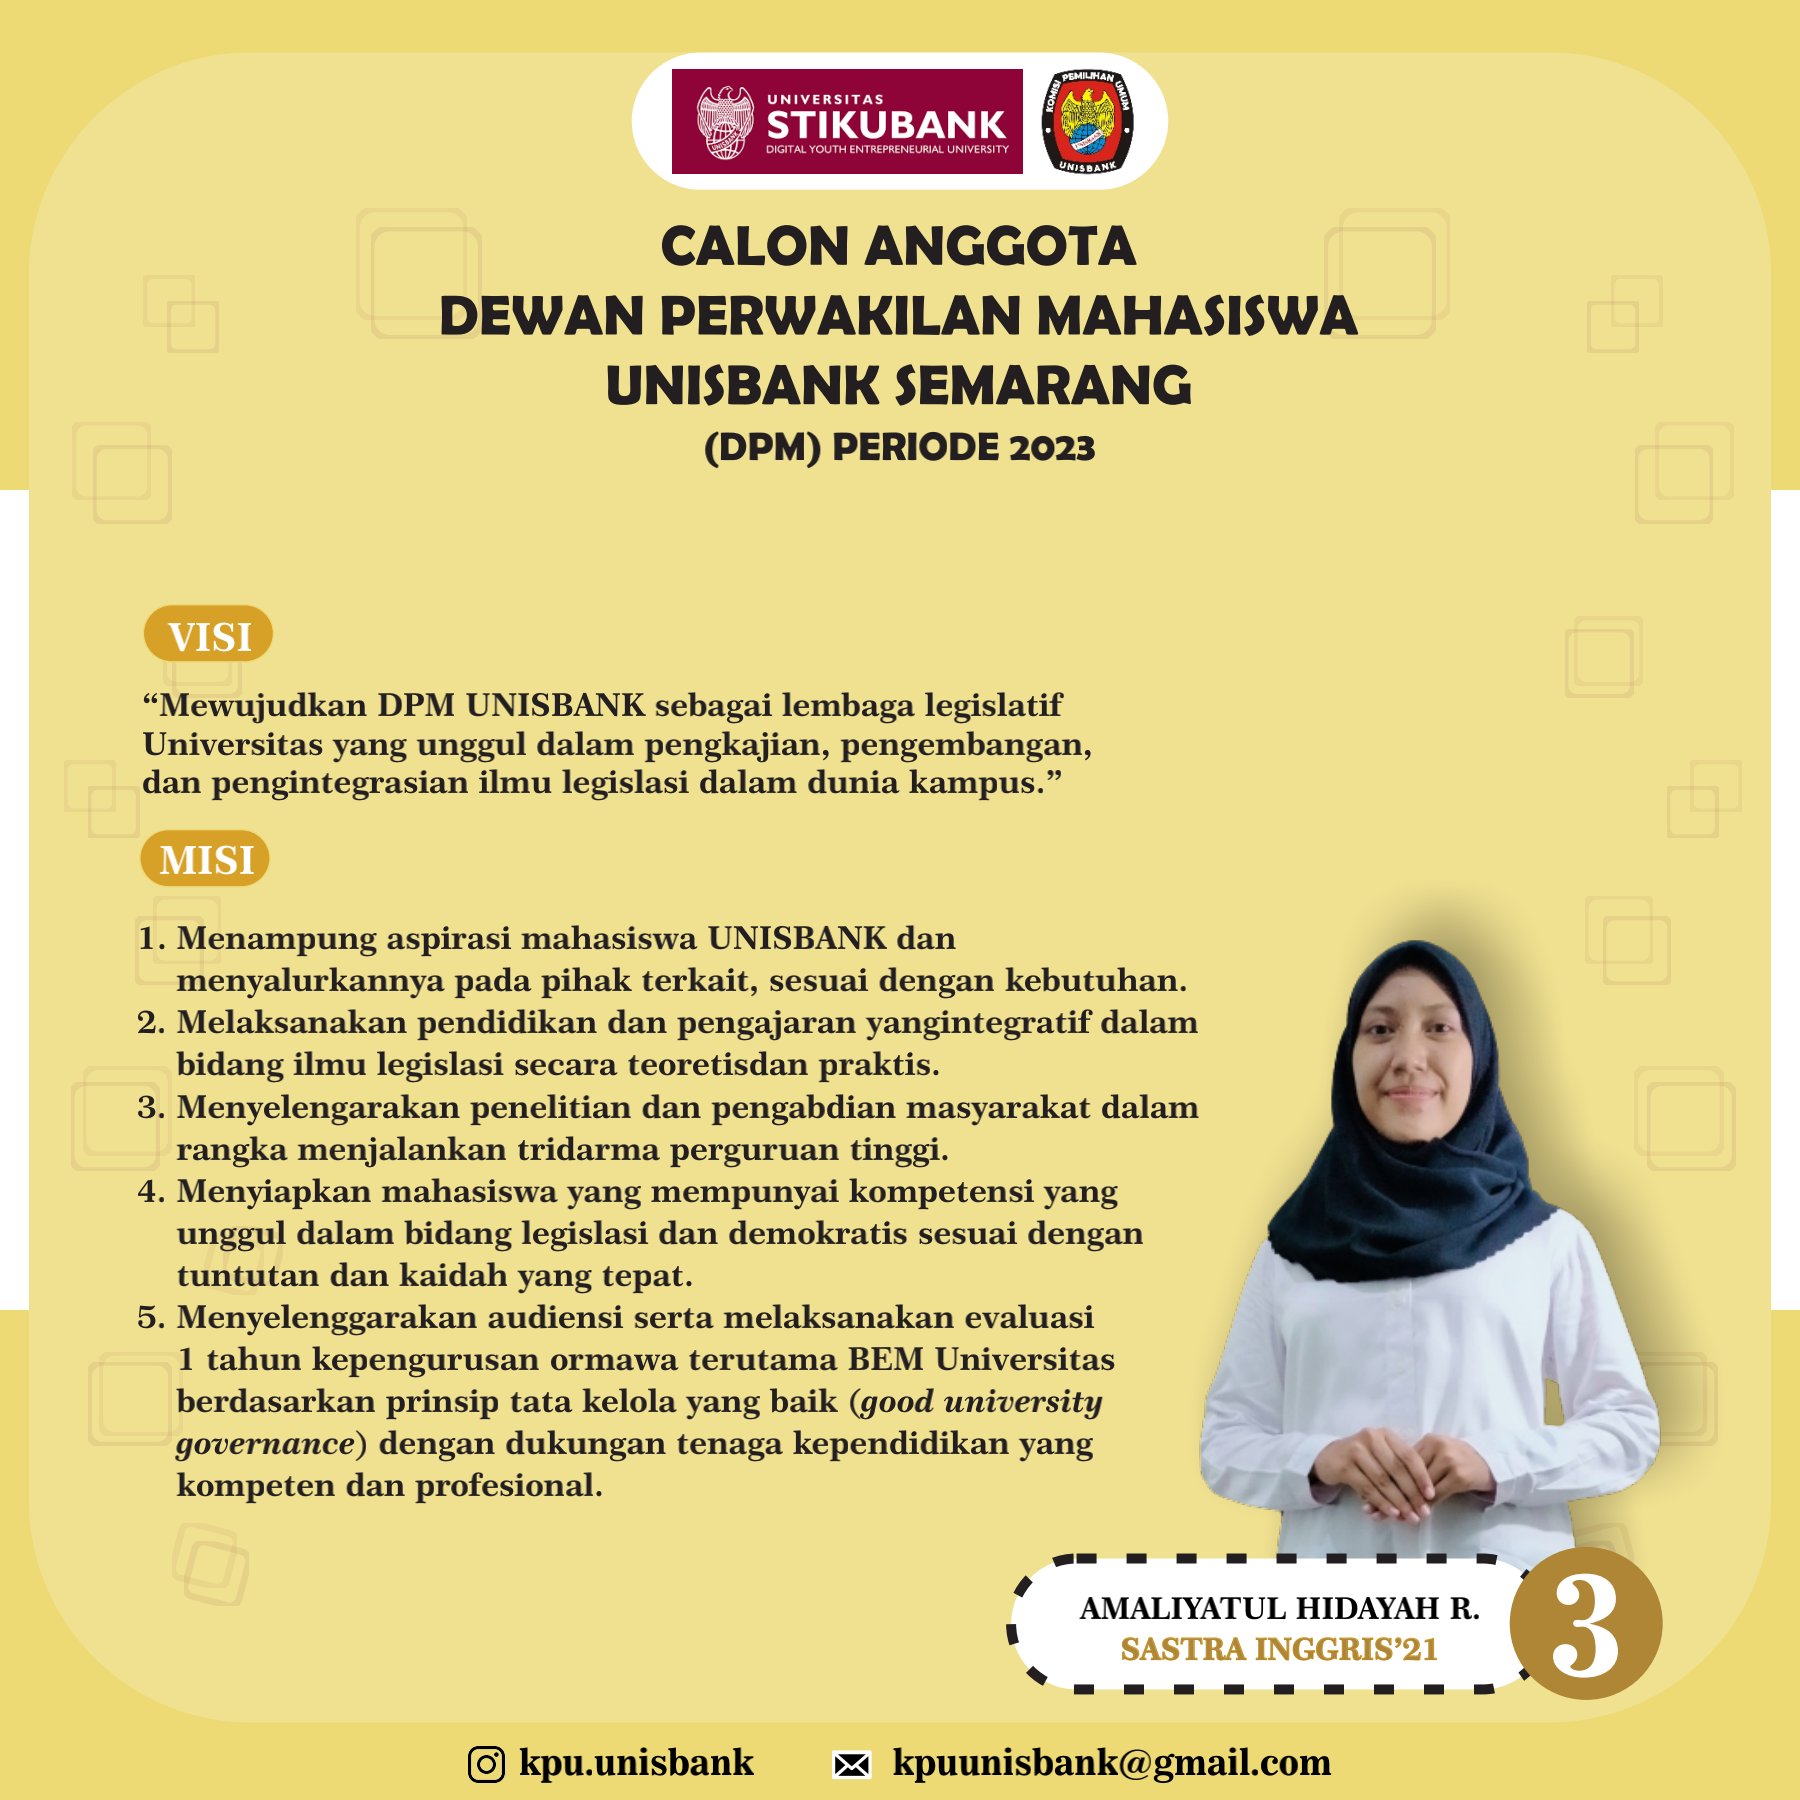 UNIVERSITAS
STIKUBANK
DIGITAL YOUTH ENTREPRENEURIAL UNIVERSITY
KOMISI PEMILIHAN UMUM
UNISBANK
CALON ANGGOTA
DEWAN PERWAKILAN MAHASISWA
UNISBANK SEMARANG
(DPM) PERIODE 2023
VISI
“Mewujudkan DPM UNISBANK sebagai lembaga legislatif
Universitas yang unggul dalam pengkajian, pengembangan,
dan pengintegrasian ilmu legislasi dalam dunia kampus.”
MISI
1. Menampung aspirasi mahasiswa UNISBANK dan
menyalurkannya pada pihak terkait, sesuai dengan kebutuhan.
2. Melaksanakan pendidikan dan pengajaran yangintegratif dalam
bidang ilmu legislasi secara teoretisdan praktis.
3. Menyelengarakan penelitian dan pengabdian masyarakat dalam
rangka menjalankan tridarma perguruan tinggi.
4. Menyiapkan mahasiswa yang mempunyai kompetensi yang
unggul dalam bidang legislasi dan demokratis sesuai dengan
tuntutan dan kaidah yang tepat.
5. Menyelenggarakan audiensi serta melaksanakan evaluasi
1 tahun kepengurusan ormawa terutama BEM Universitas
berdasarkan prinsip tata kelola yang baik (good university
governance) dengan dukungan tenaga kependidikan yang
kompeten dan profesional.
AMALIYATUL HIDAYAH R.
SASTRA INGGRIS’21
3
kpu.unisbank
kpuunisbank@gmail.com